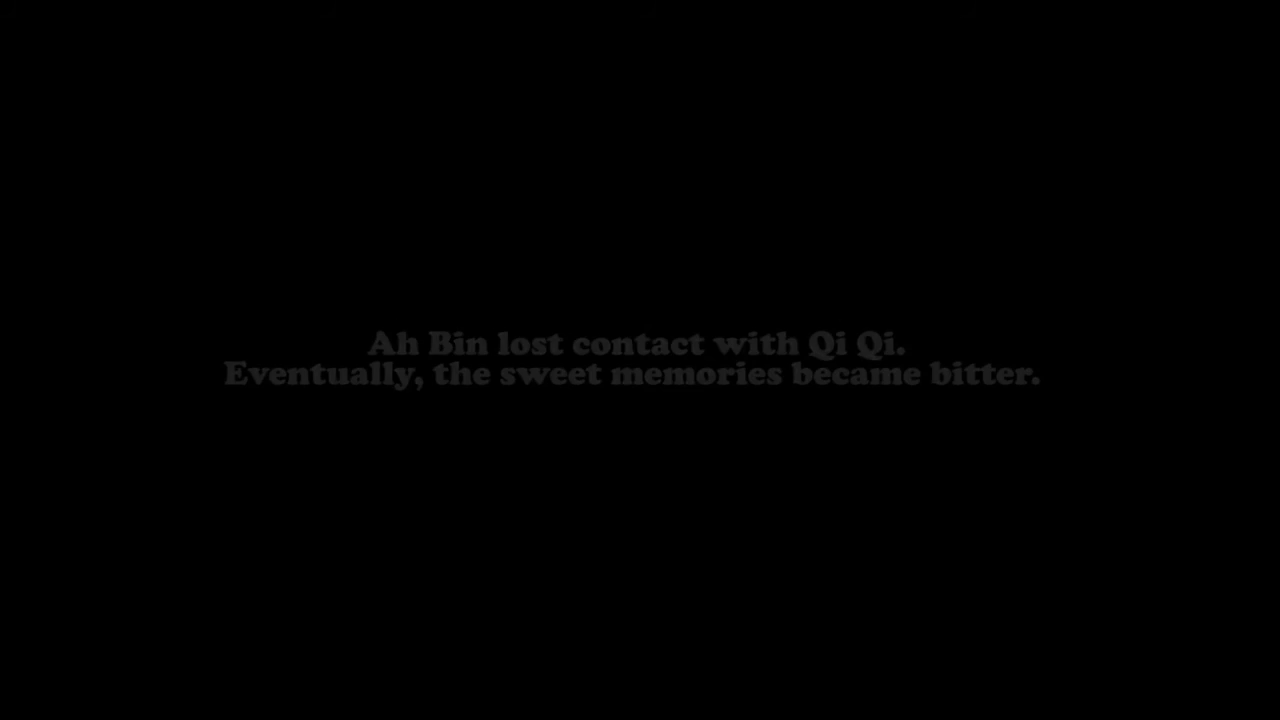 Ah Bin lost contact with Qi Qi.
Eventually, the sweet memories became bitter.